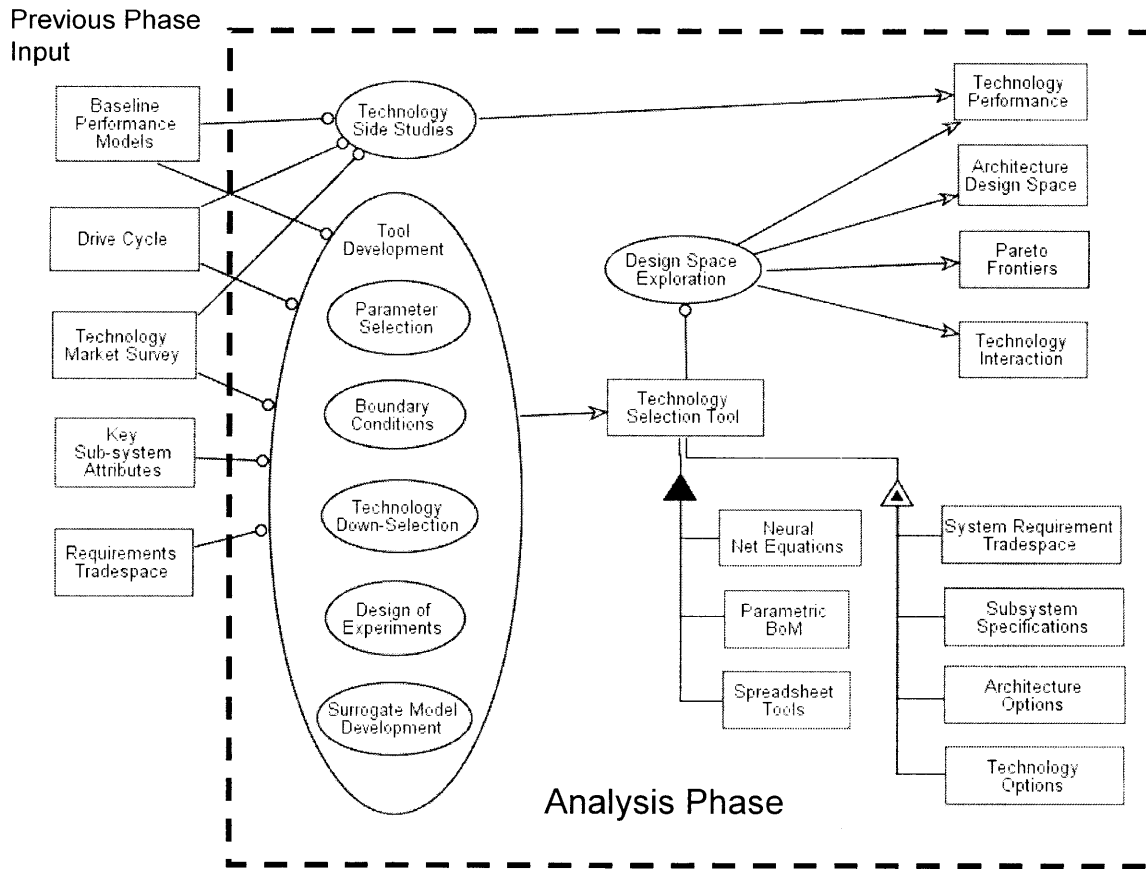 Previous Phase
Input
Baseline
Performance
Models
Drive Cycle
Technology
Market Survey
Key
Sub-system
Attributes
Requirements
Tradespace
Technology
Side Studies
Tool
Development
Parameter
Selection
Boundary
Conditions
Technology
Down-Selection
Design of
Experiments
Surrogate Model
Development
Design Space
Exploration
Technology
Selection Tool
Neural
Net Equations
Parametric
BoM
Spreadsheet
Tools
Technology
Performance
Architecture
Design Space
Pareto
Frontiers
Technology
Interaction
System Requirement
Tradespace
Subsystem
Specifications
Architecture
Options
Technology
Options
Analysis Phase